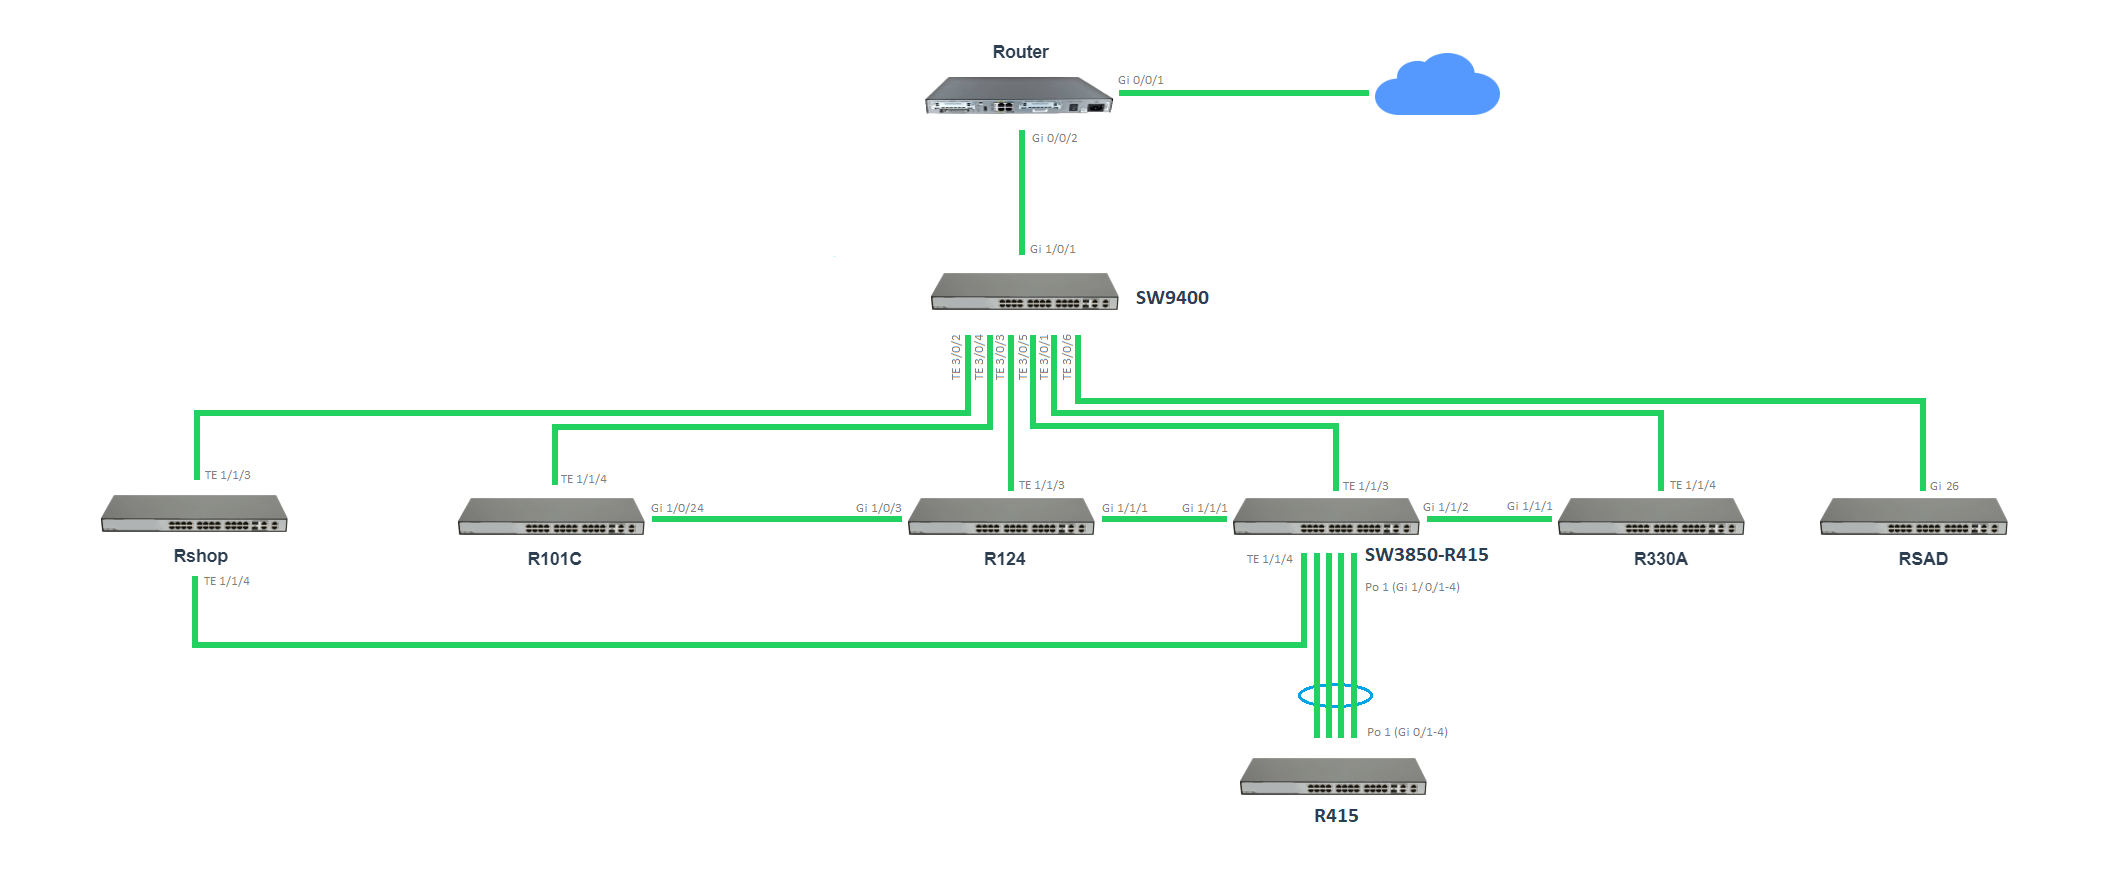 Router
Gi 0/0/1
Gi 0/0/2
Gi 1/0/1
SW9400
TE 3/0/2
TE 3/0/4
TE 3/0/3
TE 3/0/5
TE 3/0/1
TE 3/0/6
TE 1/1/3
TE 1/1/4
TE 1/1/3
TE 1/1/3
TE 1/1/4
Gi 26
Gi 1/0/24
Gi 1/0/3
Gi 1/1/1
Gi 1/1/1
Gi 1/1/2
Gi 1/1/1
Rshop
R101C
R124
SW3850-R415
R330A
RSAD
TE 1/1/4
TE 1/1/4
Po 1 (Gi 1/0/1-4)
Po 1 (Gi 0/1-4)
R415